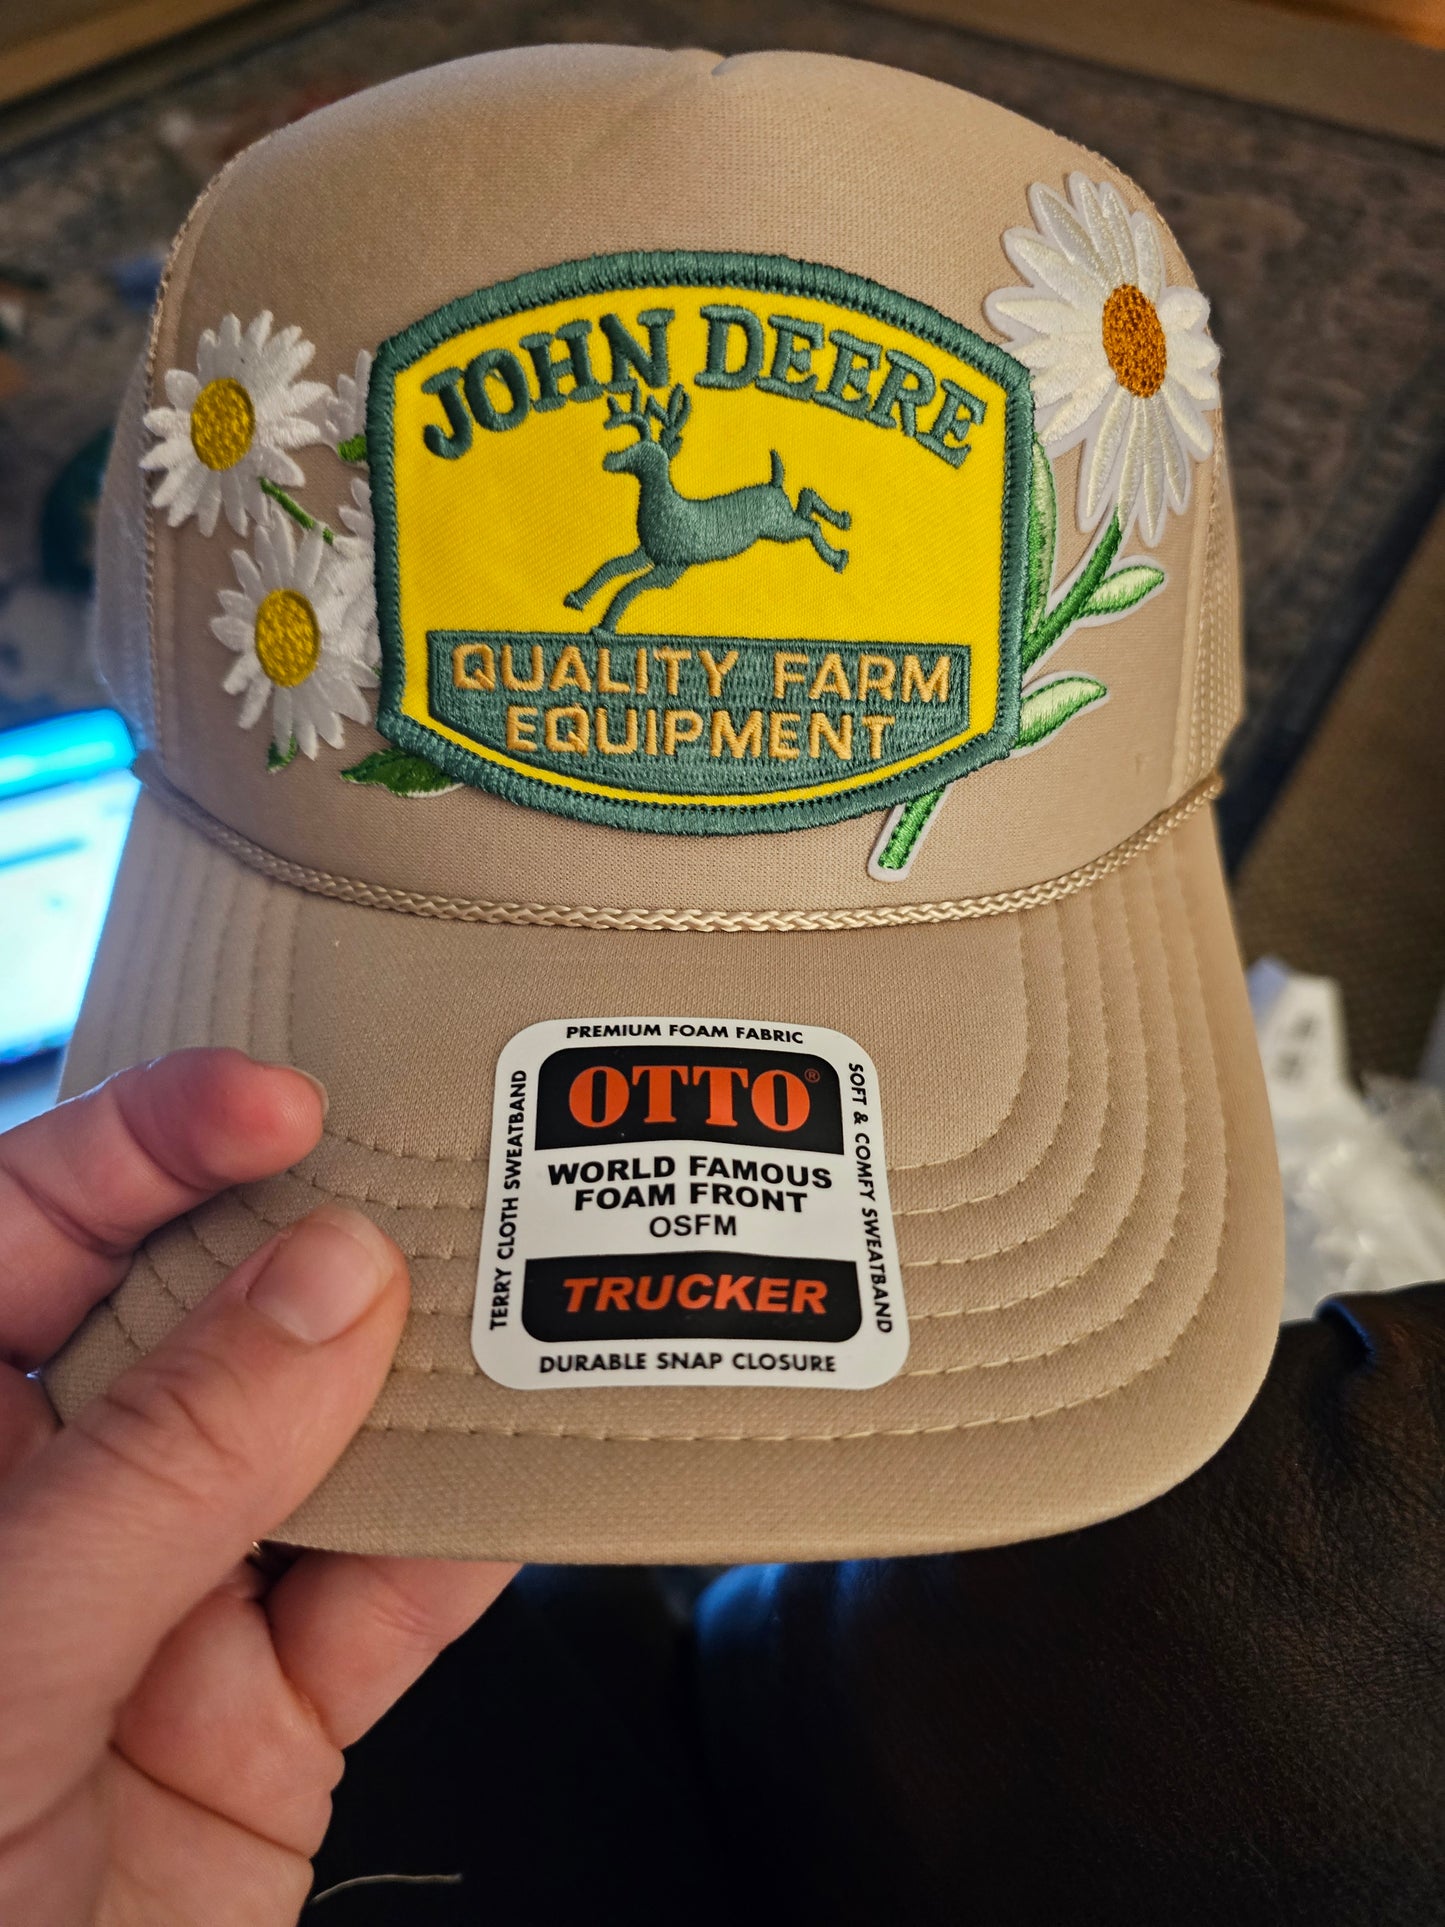 JOHN DEERE
QUALITY FARM
EQUIPMENT
PREMIUM FOAM FABRIC
OTTO®
WORLD FAMOUS
FOAM FRONT
OSFM
TRUCKER
DURABLE SNAP CLOSURE
TERRY CLOTH SWEATBAND
SOFT & COMFY SWEATBAND